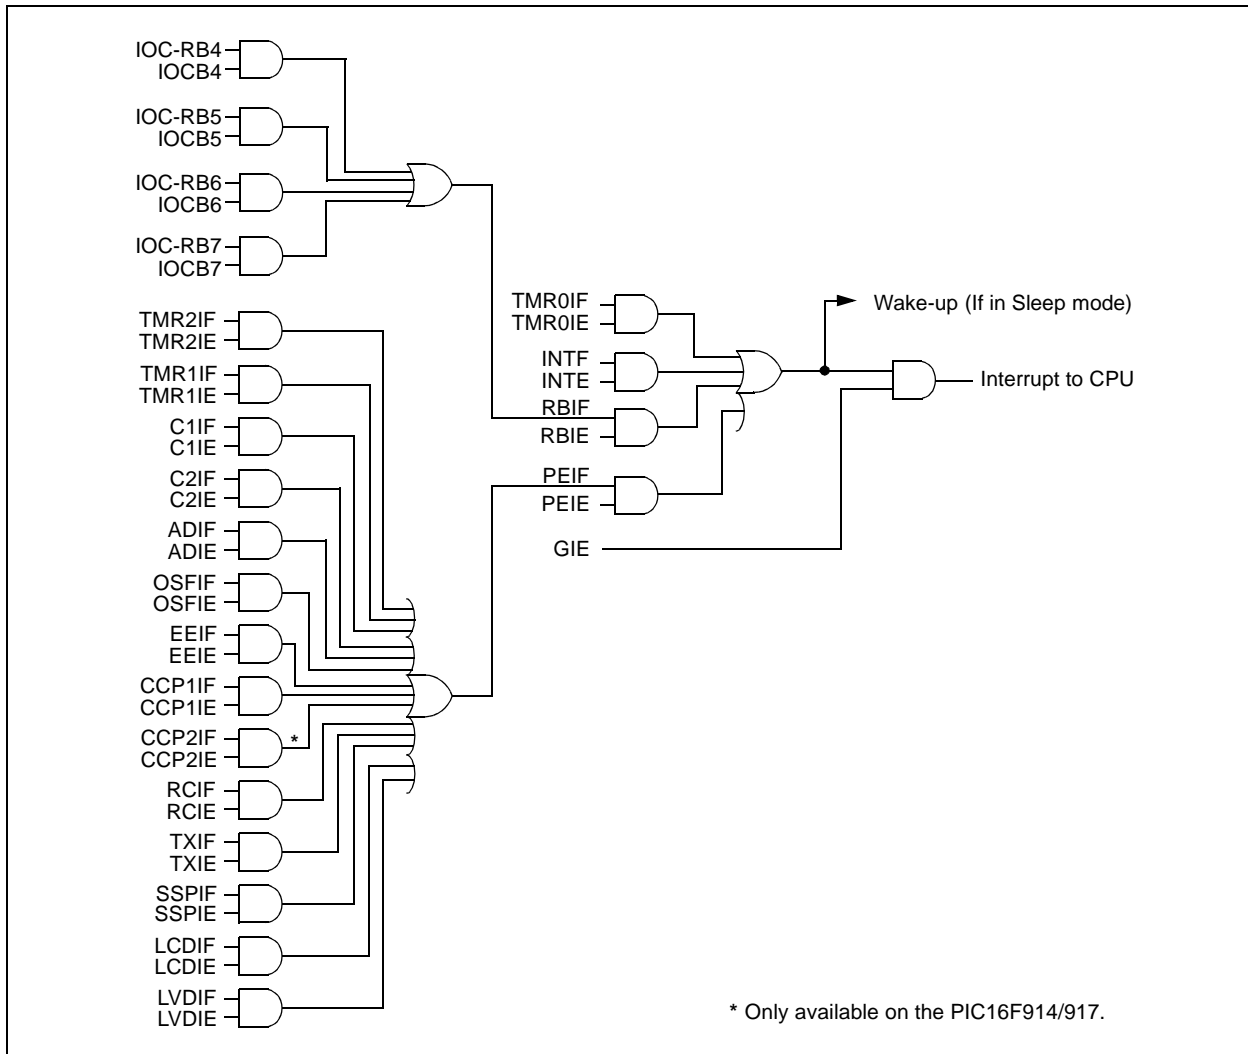 IOC-RB4
IOCB4
IOC-RB5
IOCB5
IOC-RB6
IOCB6
IOC-RB7
IOCB7
TMR2IF
TMR2IE
TMR1IF
TMR1IE
C1IF
C1IE
C2IF
C2IE
ADIF
ADIE
OSFIF
OSFIE
EEIF
EEIE
CCP1IF
CCP1IE
CCP2IF
*
CCP2IE
RCIF
RCIE
TXIF
TXIE
SSPIF
SSPIE
LCDIF
LCDIE
LVDIF
LVDIE
TMR0IF
TMR0IE
INTF
INTE
RBIF
RBIE
PEIF
PEIE
GIE
Wake-up (If in Sleep mode)
Interrupt to CPU
* Only available on the PIC16F914/917.